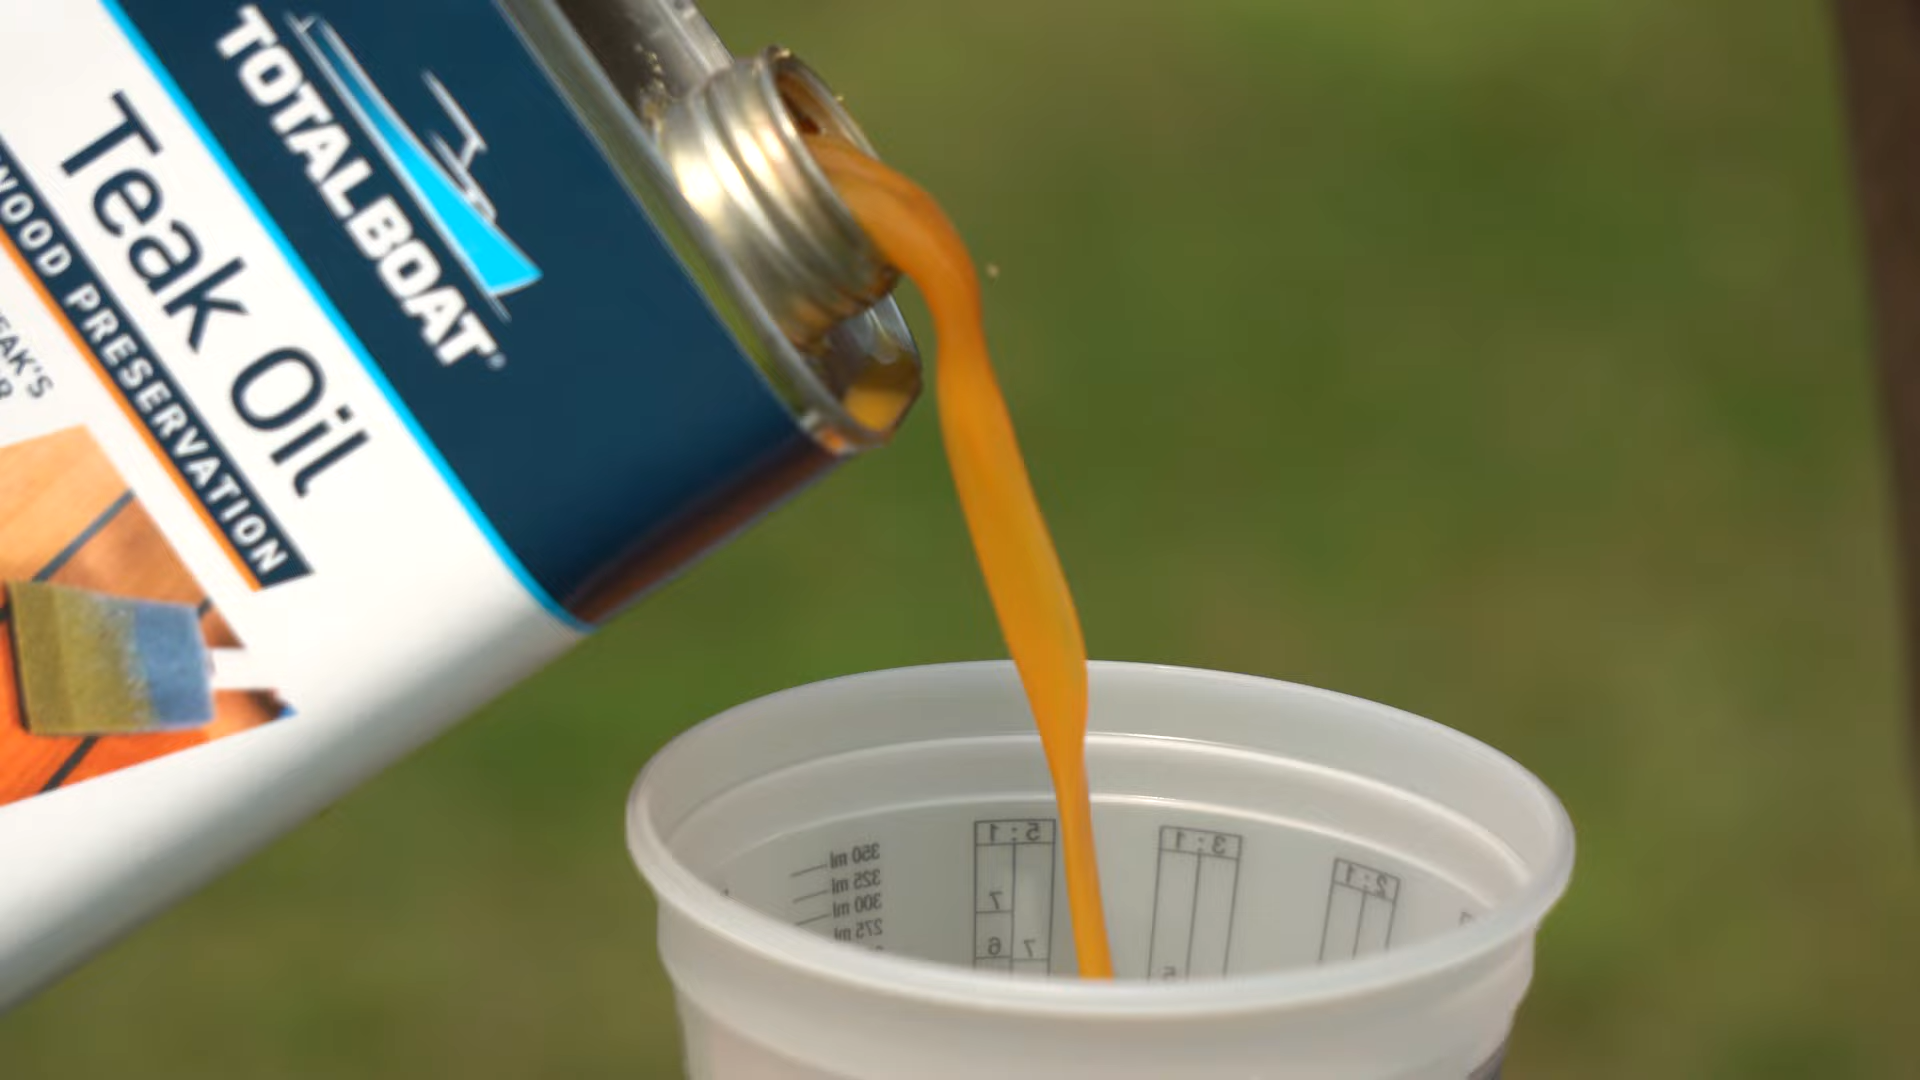 TOTALBOAT®
Teak Oil
WOOD PRESERVATION
EAK'S
350 ml
325 ml
300 ml
275 ml
5:1
7
6
7
3:1
5
2:1